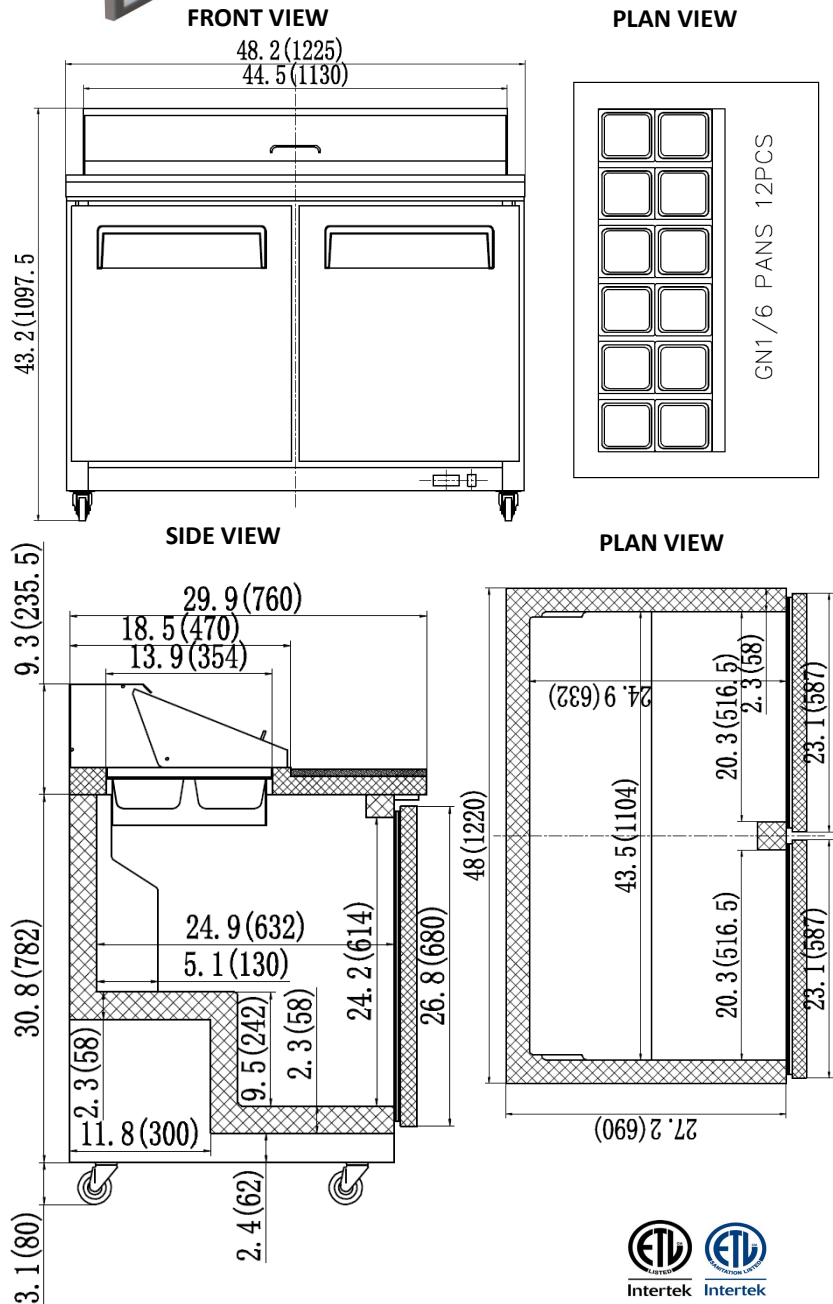 FRONT VIEW
48.2(1225)
44.5(1130)
43.2(1097.5)
PLAN VIEW
GN1/6 PANS 12PCS
SIDE VIEW
9.3(235.5)
29.9(760)
18.5(470)
13.9(354)
30.8(782)
24.9(632)
5.1(130)
24.2(614)
26.8(680)
9.5(242)
2.3(58)
2.3(58)
11.8(300)
2.4(62)
3.1(80)
PLAN VIEW
24.9(632)
2.3(58)
20.3(516.5)
23.1(587)
48(1220)
43.5(1104)
20.3(516.5)
23.1(587)
27.2(690)
ETL
LISTED
Intertek
ETL
SANITATION LISTED
Intertek